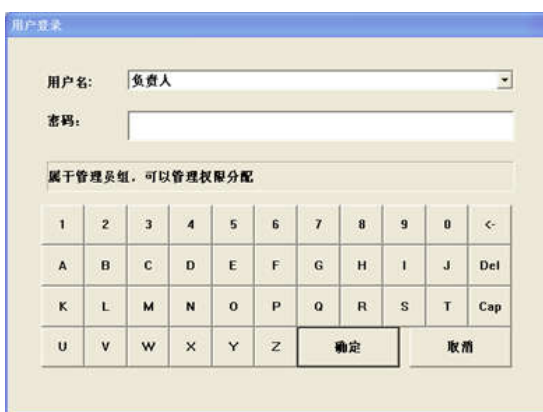 用户登录
用户名: 负责人
密码:
属于管理员组，可以管理权限分配
1 2 3 4 5 6 7 8 9 0 <-
A B C D E F G H I J Del
K L M N O P Q R S T Cap
U V W X Y Z 确定 取消